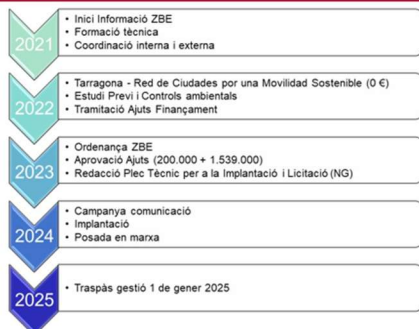 2021
• Inici Informació ZBE
• Formació tècnica
• Coordinació interna i externa
2022
• Tarragona - Red de Ciudades por una Movilidad Sostenible (0 €)
• Estudi Previ i Controls ambientals
• Tramitació Ajuts Finançament
2023
• Ordenança ZBE
• Aprovació Ajuts (200.000 + 1.539.000)
• Redacció Plec Tècnic per a la Implantació i Licitació (NG)
2024
• Campanya comunicació
• Implantació
• Posada en marxa
2025
• Traspàs gestió 1 de gener 2025